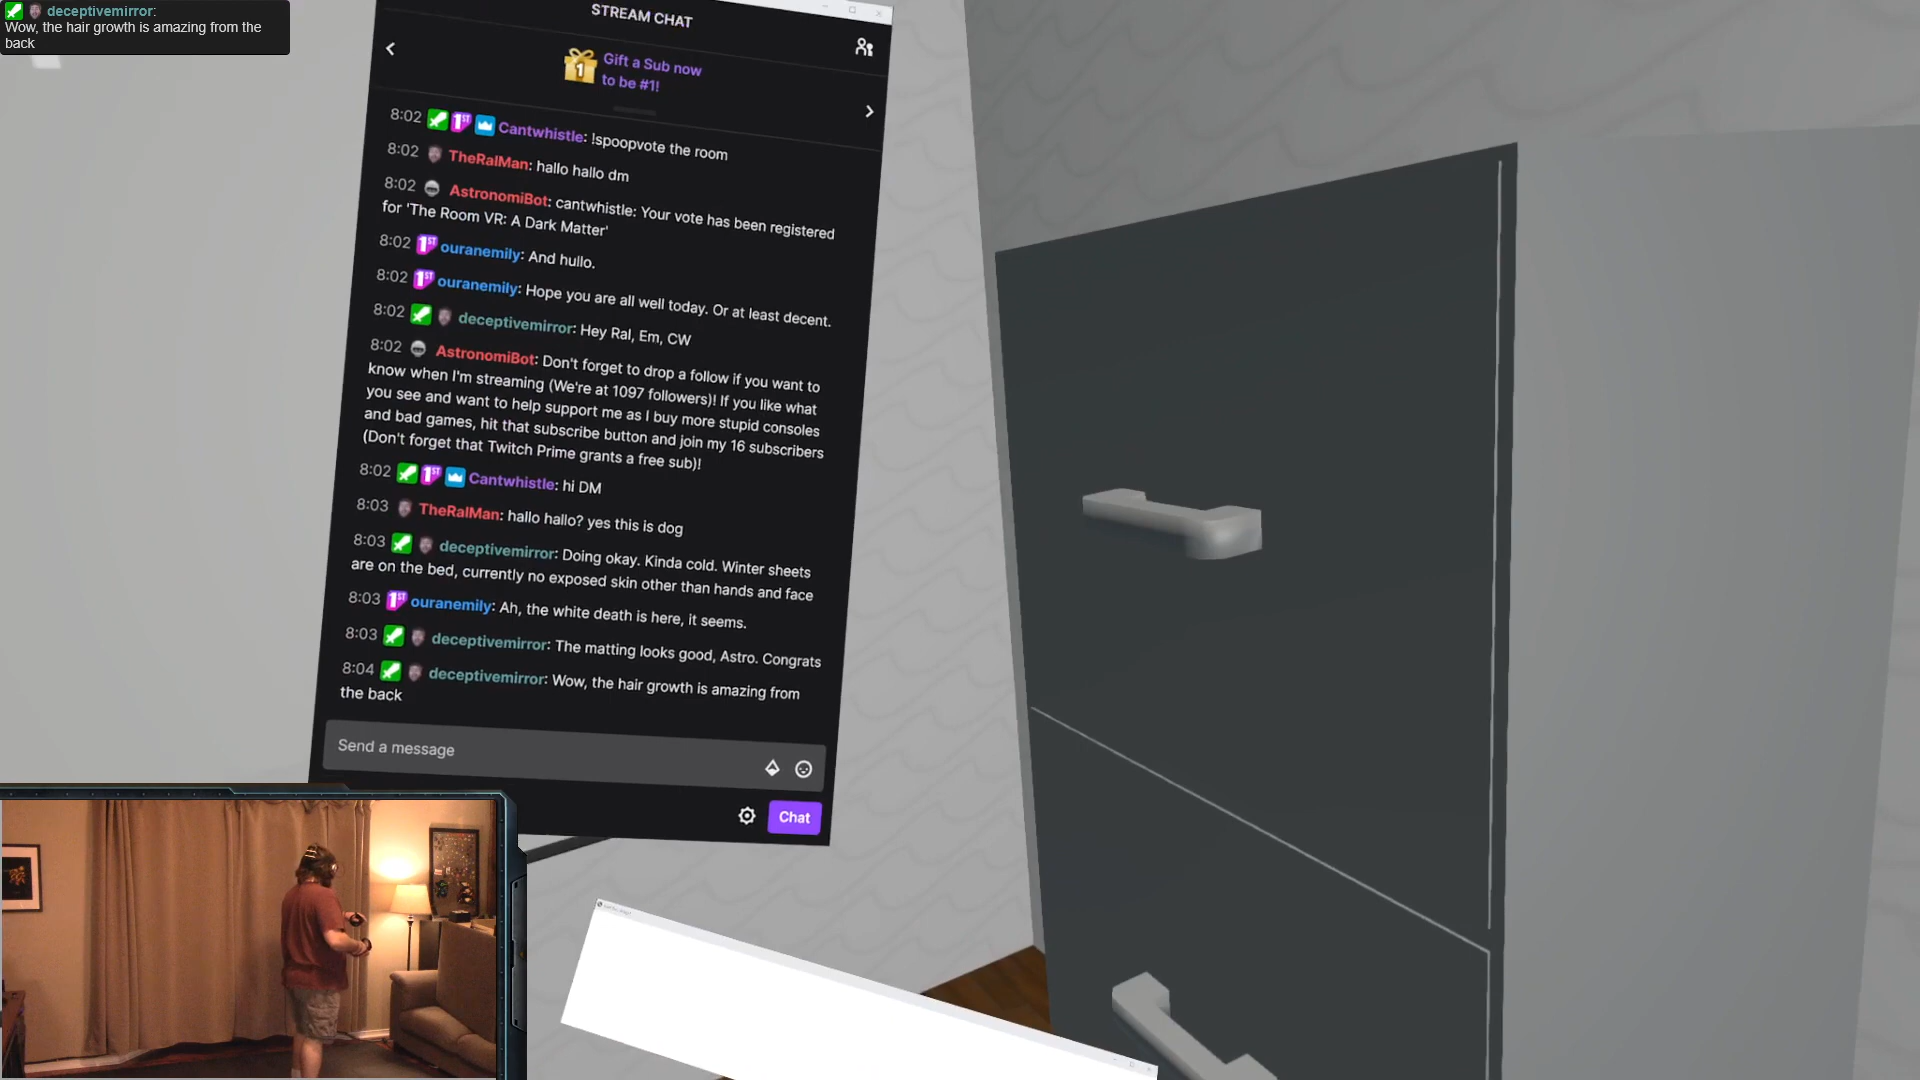 deceptivemirror:
Wow, the hair growth is amazing from the
back
STREAM CHAT
1
Gift a Sub now
to be #1!
8:02 1ST Cantwhistle: !spoopvote the room
8:02 TheRalMan: hallo hallo dm
8:02 AstronomiBot: cantwhistle: Your vote has been registered
for 'The Room VR: A Dark Matter'
8:02 1ST ouranemily: And hullo.
8:02 1ST ouranemily: Hope you are all well today. Or at least decent.
8:02 deceptivemirror: Hey Ral, Em, CW
8:02 AstronomiBot: Don't forget to drop a follow if you want to
know when I'm streaming (We're at 1097 followers)! If you like what
you see and want to help support me as I buy more stupid consoles
and bad games, hit that subscribe button and join my 16 subscribers
(Don't forget that Twitch Prime grants a free sub)!
8:02 1ST Cantwhistle: hi DM
8:03 TheRalMan: hallo hallo? yes this is dog
8:03 deceptivemirror: Doing okay. Kinda cold. Winter sheets
are on the bed, currently no exposed skin other than hands and face
8:03 1ST ouranemily: Ah, the white death is here, it seems.
8:03 deceptivemirror: The matting looks good, Astro. Congrats
8:04 deceptivemirror: Wow, the hair growth is amazing from
the back
Send a message
Chat